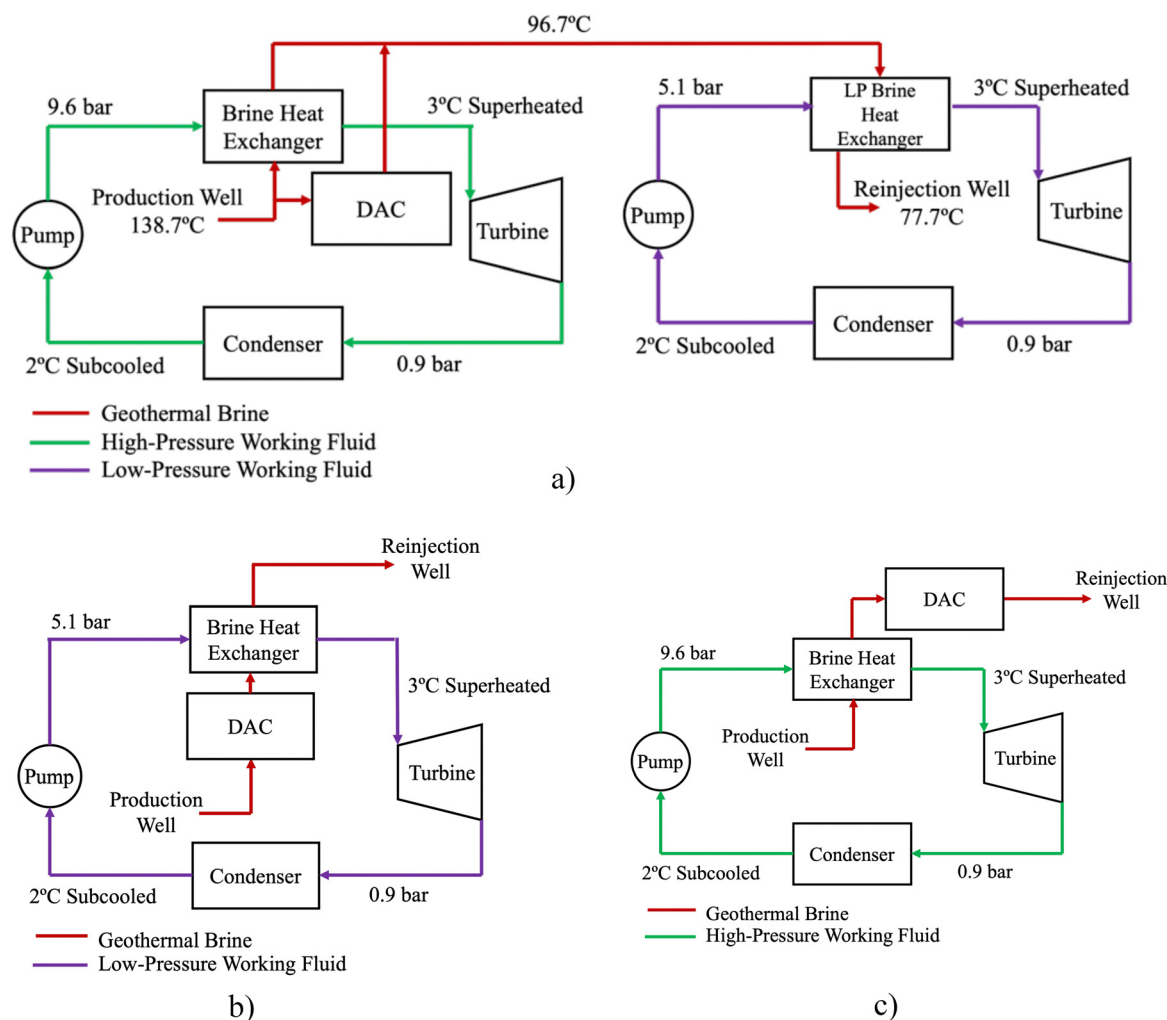 96.7ºC
9.6 bar
Brine Heat
Exchanger
3ºC Superheated
Production Well
138.7ºC
DAC
Pump
Turbine
Condenser
2ºC Subcooled
0.9 bar
5.1 bar
LP Brine
Heat
Exchanger
3ºC Superheated
Reinjection Well
77.7ºC
Pump
Turbine
Condenser
2ºC Subcooled
0.9 bar
Geothermal Brine
High-Pressure Working Fluid
Low-Pressure Working Fluid
a)
Reinjection
Well
5.1 bar
Brine Heat
Exchanger
3ºC Superheated
DAC
Pump
Turbine
Production
Well
Condenser
2ºC Subcooled
0.9 bar
Geothermal Brine
Low-Pressure Working Fluid
b)
DAC
Reinjection
Well
9.6 bar
Brine Heat
Exchanger
3ºC Superheated
Production
Well
Pump
Turbine
Condenser
2ºC Subcooled
0.9 bar
Geothermal Brine
High-Pressure Working Fluid
c)